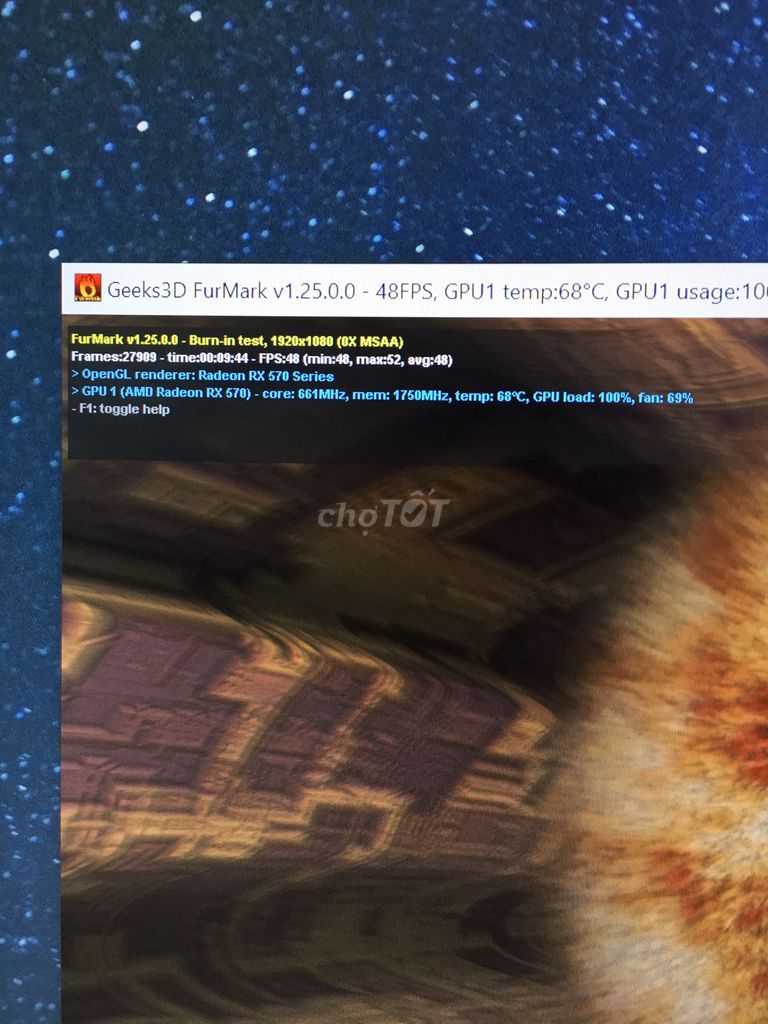 Geeks3D FurMark v1.25.0.0 - 48FPS, GPU1 temp:68°C, GPU1 usage:100
FurMark v1.25.0.0 - Burn-in test, 1920x1080 (0X MSAA)
Frames:27909 - time:00:09:44 - FPS:48 (min:48, max:52, avg:48)
> OpenGL renderer: Radeon RX 570 Series
> GPU 1 (AMD Radeon RX 570) - core: 661MHz, mem: 1750MHz, temp: 68°C, GPU load: 100%, fan: 69%
- F1: toggle help
chợTỐT